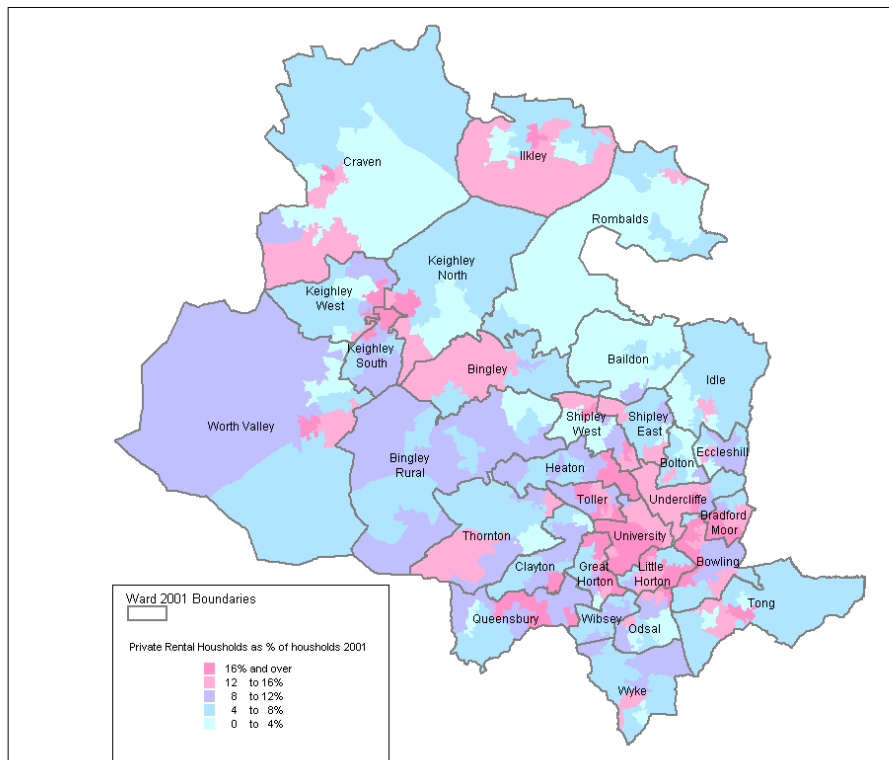 Craven
Ilkley
Rombalds
Keighley
North
Keighley
West
Keighley
South
Bingley
Baildon
Idle
Worth Valley
Shipley
West
Shipley
East
Bingley
Rural
Heaton
Bolton
Eccleshill
Toller
Undercliffe
Bradford
Moor
Thornton
University
Clayton
Great
Horton
Little
Horton
Bowling
Queensbury
Wibsey
Odsal
Tong
Wyke
Ward 2001 Boundaries
Private Rental Housholds as % of housholds 2001
16% and over
12 to 16%
8 to 12%
4 to 8%
0 to 4%